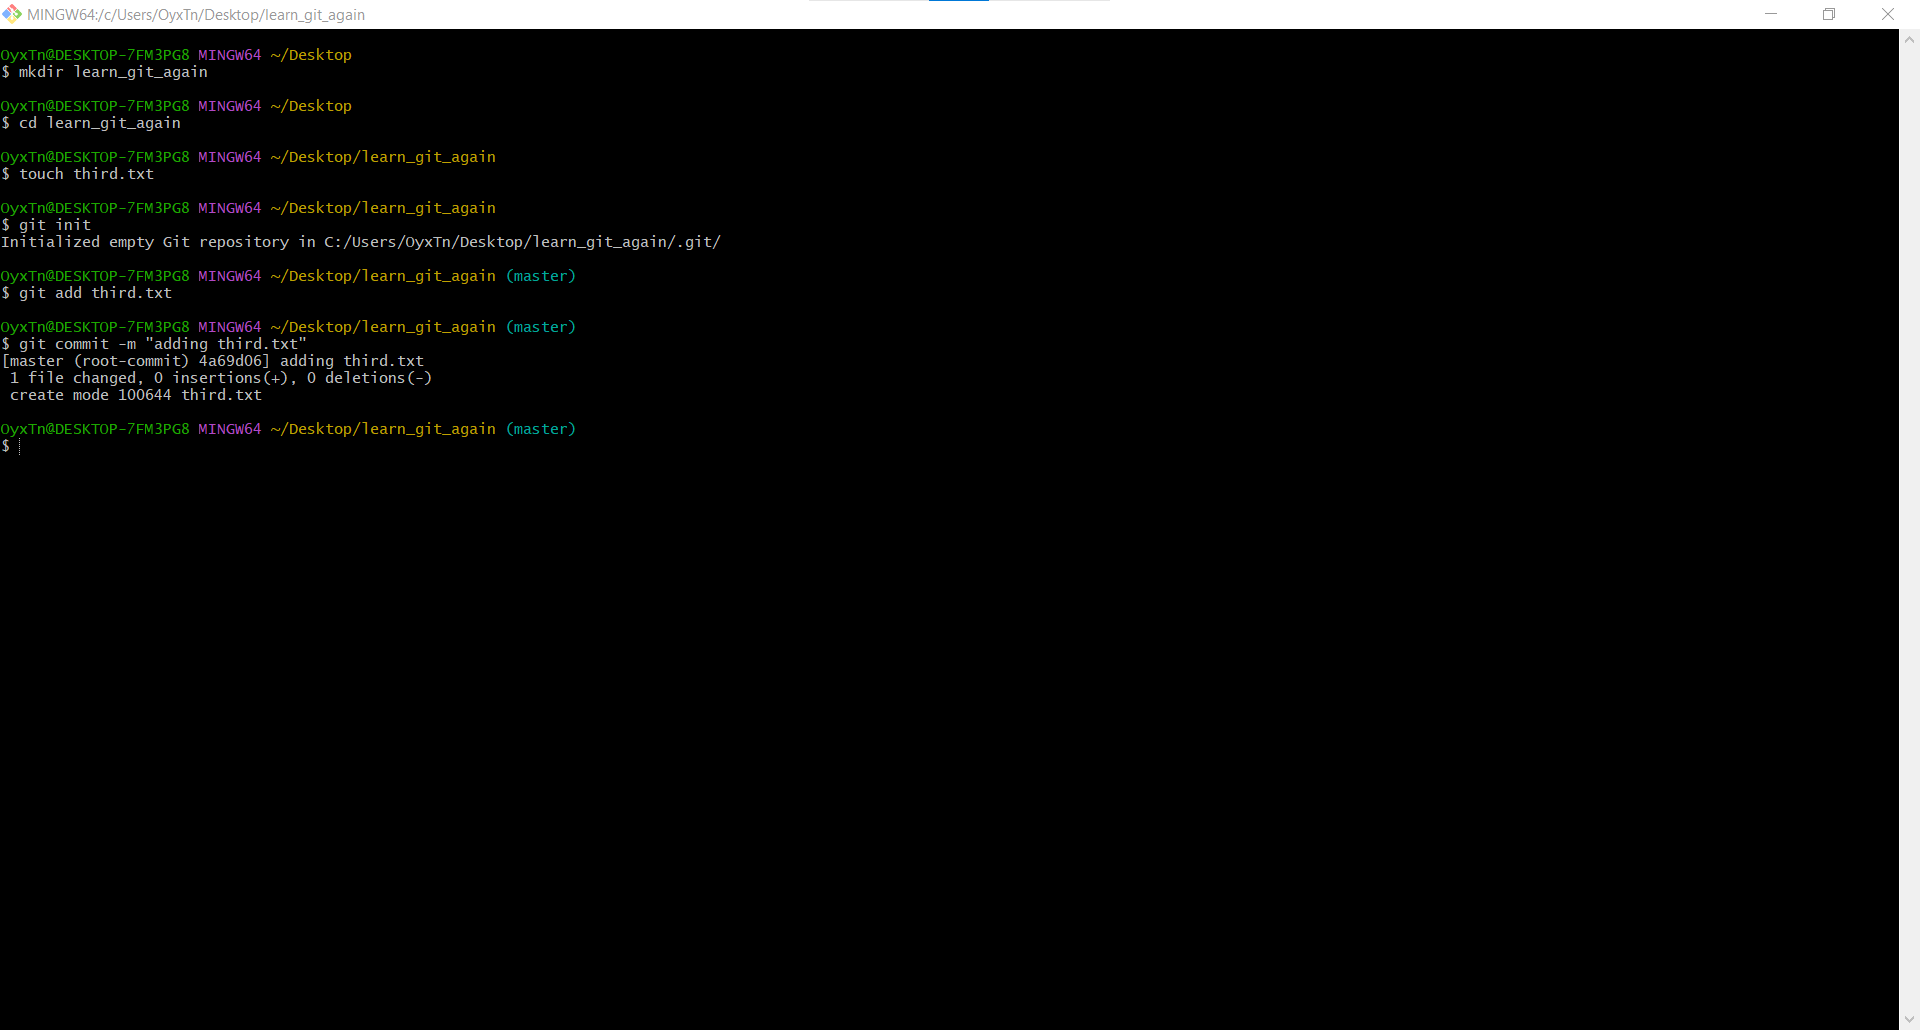 MINGW64:/c/Users/OyxTn/Desktop/learn_git_again
OyxTn@DESKTOP-7FM3PG8 MINGW64 ~/Desktop
$ mkdir learn_git_again
OyxTn@DESKTOP-7FM3PG8 MINGW64 ~/Desktop
$ cd learn_git_again
OyxTn@DESKTOP-7FM3PG8 MINGW64 ~/Desktop/learn_git_again
$ touch third.txt
OyxTn@DESKTOP-7FM3PG8 MINGW64 ~/Desktop/learn_git_again
$ git init
Initialized empty Git repository in C:/Users/OyxTn/Desktop/learn_git_again/.git/
OyxTn@DESKTOP-7FM3PG8 MINGW64 ~/Desktop/learn_git_again (master)
$ git add third.txt
OyxTn@DESKTOP-7FM3PG8 MINGW64 ~/Desktop/learn_git_again (master)
$ git commit -m "adding third.txt"
[master (root-commit) 4a69d06] adding third.txt
 1 file changed, 0 insertions(+), 0 deletions(-)
 create mode 100644 third.txt
OyxTn@DESKTOP-7FM3PG8 MINGW64 ~/Desktop/learn_git_again (master)
$